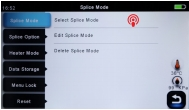 16:53
Splice Mode
Splice Mode
Select Splice Mode
Splice Option
Edit Splice Mode
Heater Mode
Delete Splice Mode
Data Storage
Menu Lock
Reset